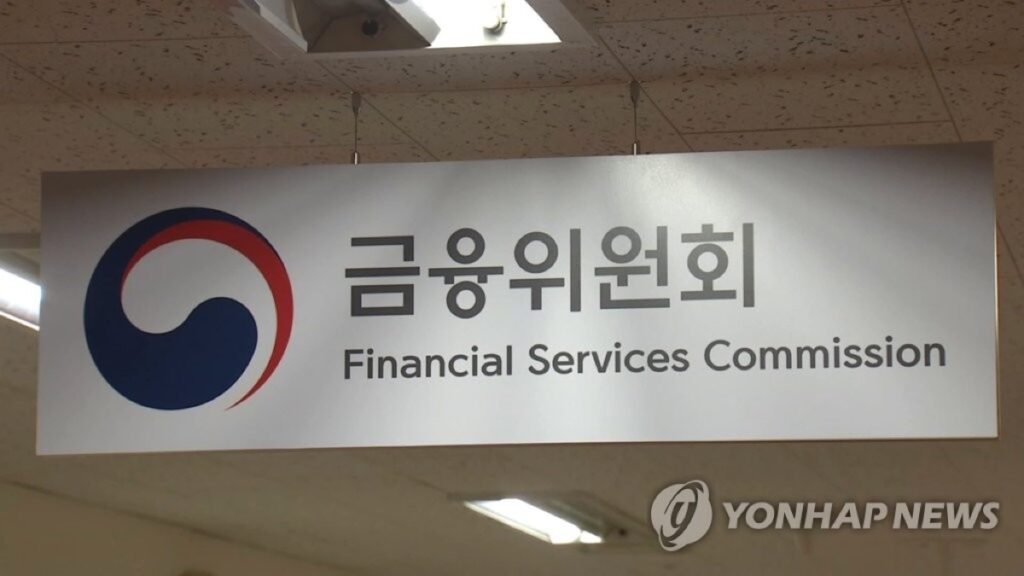 금융위원회
Financial Services Commission
YONHAP NEWS